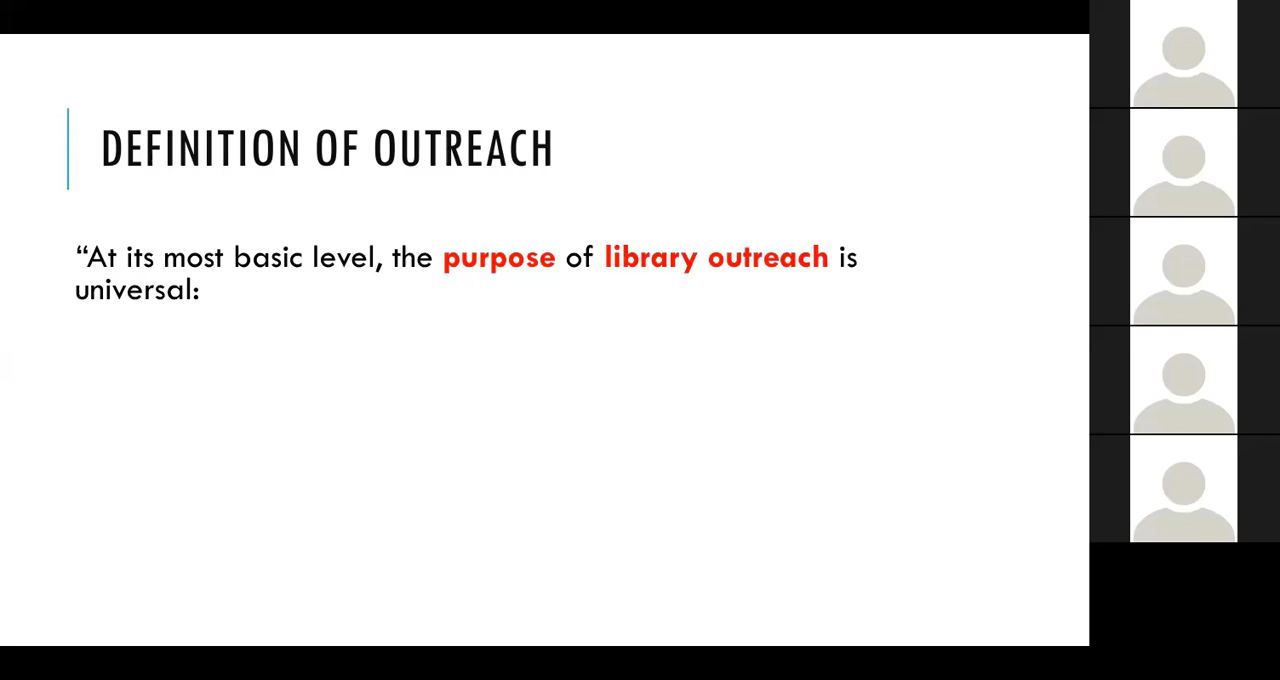 DEFINITION OF OUTREACH
“At its most basic level, the purpose of library outreach is
universal: